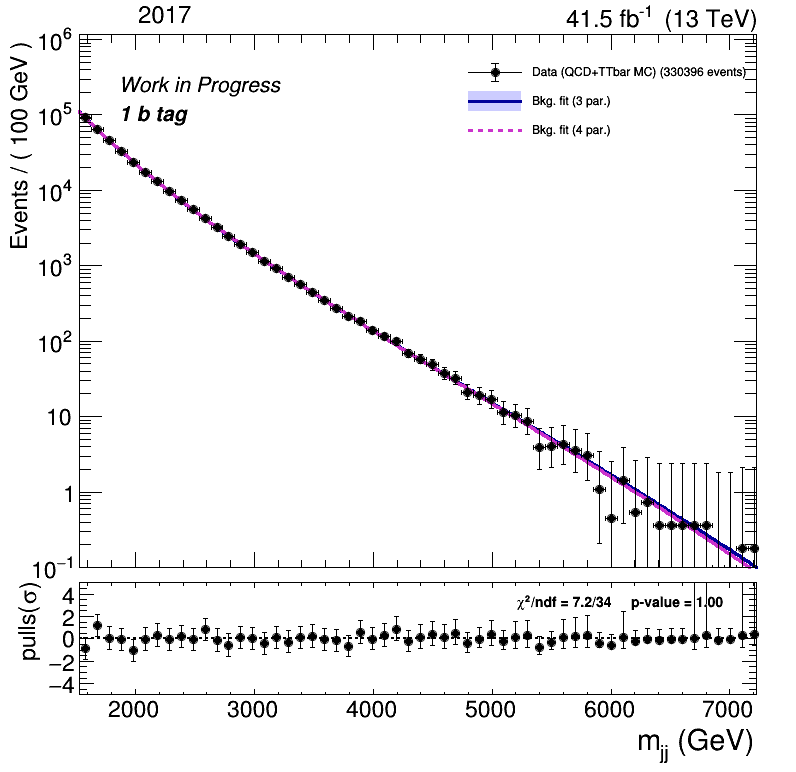 2017 41.5 fb⁻¹ (13 TeV)
Work in Progress
1 b tag
Data (QCD+TTbar MC) (330396 events)
Bkg. fit (3 par.)
Bkg. fit (4 par.)
Events / ( 100 GeV )
10⁶
10⁵
10⁴
10³
10²
10
1
10⁻¹
χ²/ndf = 7.2/34 p-value = 1.00
pulls(σ)
4
2
0
−2
−4
2000 3000 4000 5000 6000 7000
m_jj (GeV)